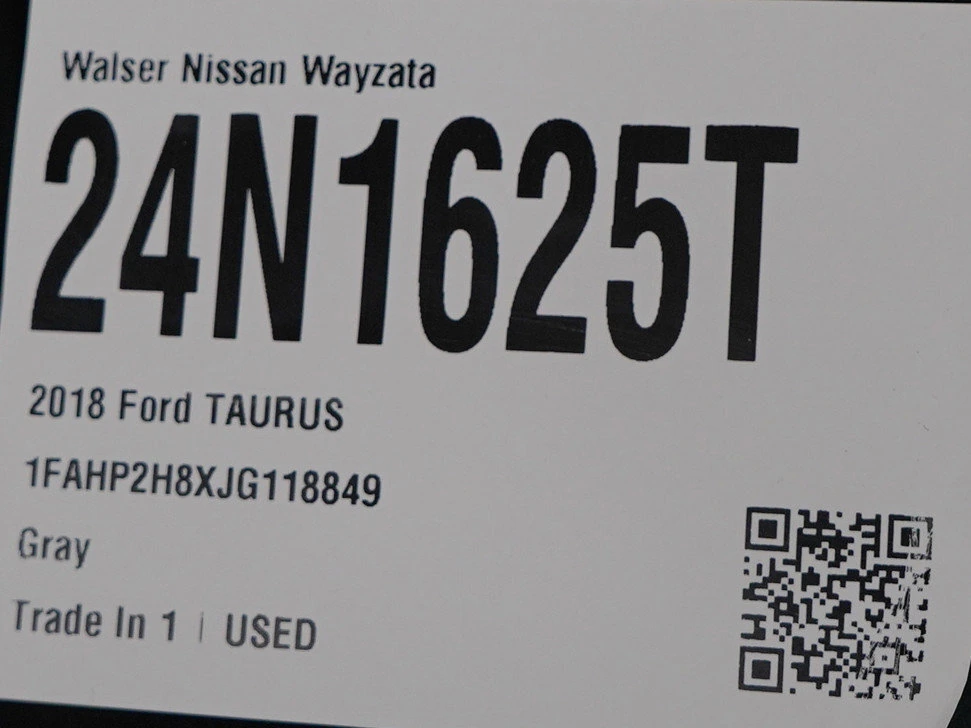 Walser Nissan Wayzata
24N1625T
2018 Ford TAURUS
1FAHP2H8XJG118849
Gray
Trade In 1 | USED